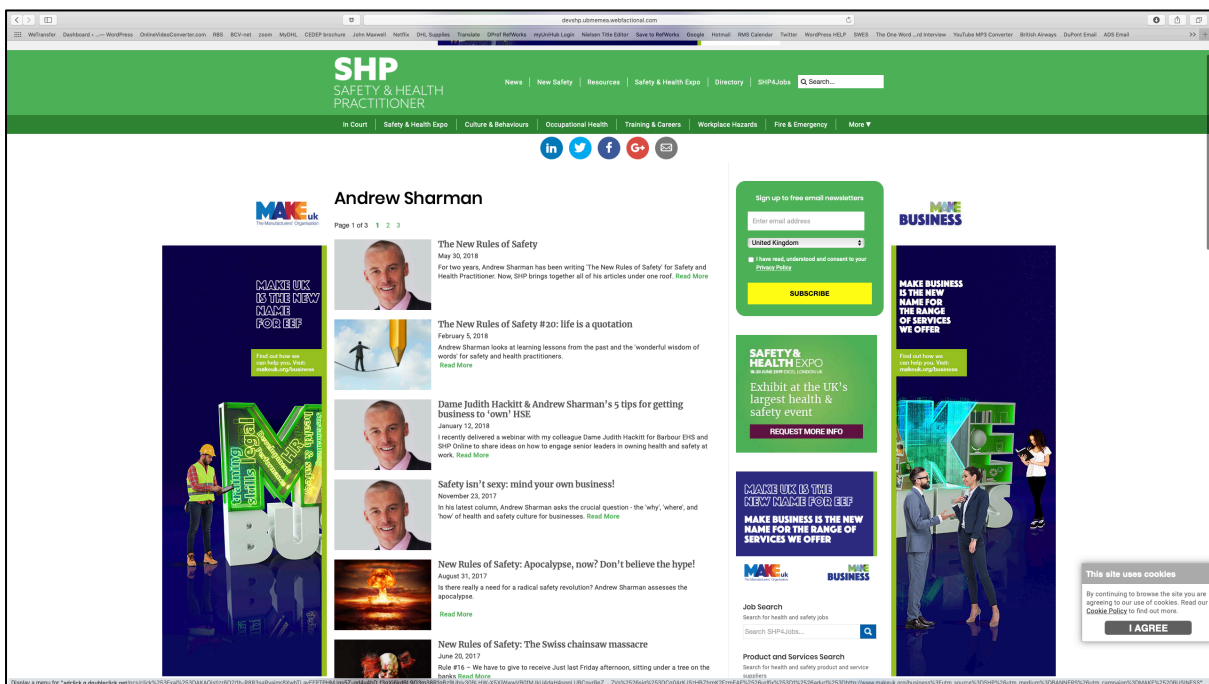 devshp.ubmemea.webfactional.com
WeTransfer Dashboard ‹ ...— WordPress OnlineVideoConverter.com RBS BCV-net zoom MyDHL CEDEP brochure John Maxwell Netflix DHL Supplies Translate DProf RefWorks myUniHub Login Nielsen Title Editor Save to RefWorks Google Hotmail RMS Calendar Twitter WordPress HELP SWES The One Word ...rd Interview YouTube MP3 Converter British Airways DuPont Email ADS Email >> +
SHP
SAFETY & HEALTH
PRACTITIONER
News New Safety Resources Safety & Health Expo Directory SHP4Jobs Search...
In Court Safety & Health Expo Culture & Behaviours Occupational Health Training & Careers Workplace Hazards Fire & Emergency More ▼
in f G+
MAKE uk
The Manufacturers' Organisation
MAKE UK
IS THE NEW
NAME
FOR EEF
Find out how we
can help you. Visit:
makeuk.org/business
training
skills
legal
HR
health & safety
BU
Andrew Sharman
Page 1 of 3 1 2 3
The New Rules of Safety
May 30, 2018
For two years, Andrew Sharman has been writing 'The New Rules of Safety' for Safety and
Health Practitioner. Now, SHP brings together all of his articles under one roof. Read More
The New Rules of Safety #20: life is a quotation
February 5, 2018
Andrew Sharman looks at learning lessons from the past and the 'wonderful wisdom of
words' for safety and health practitioners.
Read More
Dame Judith Hackitt & Andrew Sharman's 5 tips for getting
business to 'own' HSE
January 12, 2018
I recently delivered a webinar with my colleague Dame Judith Hackitt for Barbour EHS and
SHP Online to share ideas on how to engage senior leaders in owning health and safety at
work. Read More
Safety isn't sexy: mind your own business!
November 23, 2017
In his latest column, Andrew Sharman asks the crucial question - the 'why', 'where', and
'how' of health and safety culture for businesses. Read More
New Rules of Safety: Apocalypse, now? Don't believe the hype!
August 31, 2017
Is there really a need for a radical safety revolution? Andrew Sharman assesses the
apocalypse.
Read More
New Rules of Safety: The Swiss chainsaw massacre
June 20, 2017
Rule #16 – We have to give to receive Just last Friday afternoon, sitting under a tree on the
banks Read More
Sign up to free email newsletters
Enter email address
United Kingdom
I have read, understood and consent to your
Privacy Policy
SUBSCRIBE
SAFETY &
HEALTH EXPO
18-20 JUNE 2019 EXCEL LONDON UK
Exhibit at the UK's
largest health &
safety event
REQUEST MORE INFO
MAKE UK IS THE
NEW NAME FOR EEF
MAKE BUSINESS IS THE NEW
NAME FOR THE RANGE OF
SERVICES WE OFFER
MAKE uk
MAKE
BUSINESS
Job Search
Search for health and safety jobs
Search SHP4Jobs...
Product and Services Search
Search for health and safety product and service
suppliers
MAKE
BUSINESS
MAKE BUSINESS
IS THE NEW
NAME FOR
THE RANGE
OF SERVICES
WE OFFER
Find out how we
can help you. Visit:
makeuk.org/business
KE
ES
This site uses cookies
By continuing to browse the site you are
agreeing to our use of cookies. Read our
Cookie Policy to find out more.
I AGREE